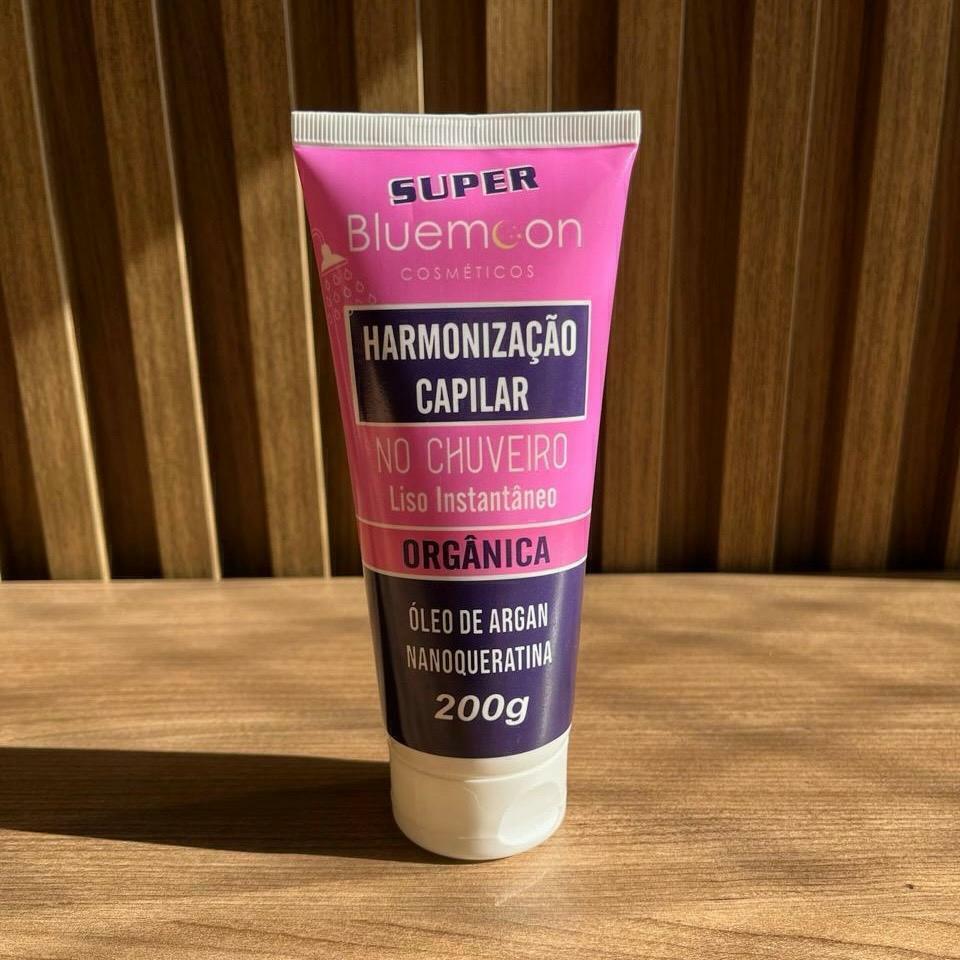 SUPER
Bluemoon
COSMÉTICOS
HARMONIZAÇÃO
CAPILAR
NO CHUVEIRO
Liso Instantâneo
ORGÂNICA
ÓLEO DE ARGAN
NANOQUERATINA
200g